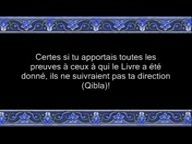 Certes si tu apportais toutes les
preuves à ceux à qui le Livre a été
donné, ils ne suivraient pas ta direction
(Qibla)!